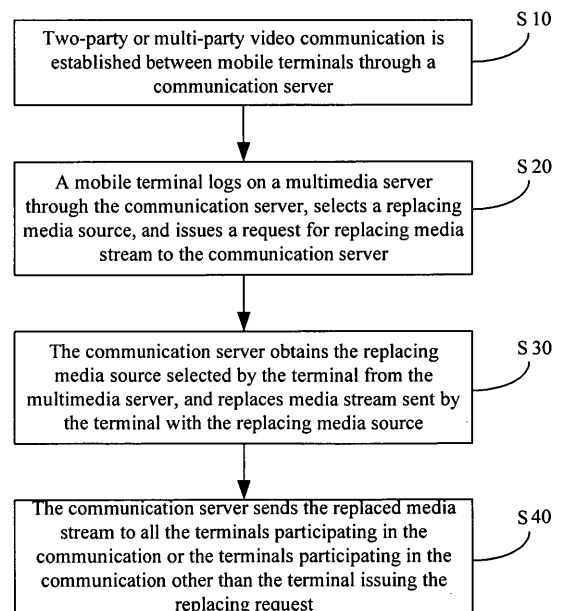 S 10
Two-party or multi-party video communication is
established between mobile terminals through a
communication server
S 20
A mobile terminal logs on a multimedia server
through the communication server, selects a replacing
media source, and issues a request for replacing media
stream to the communication server
S 30
The communication server obtains the replacing
media source selected by the terminal from the
multimedia server, and replaces media stream sent by
the terminal with the replacing media source
S 40
The communication server sends the replaced media
stream to all the terminals participating in the
communication or the terminals participating in the
communication other than the terminal issuing the
replacing request